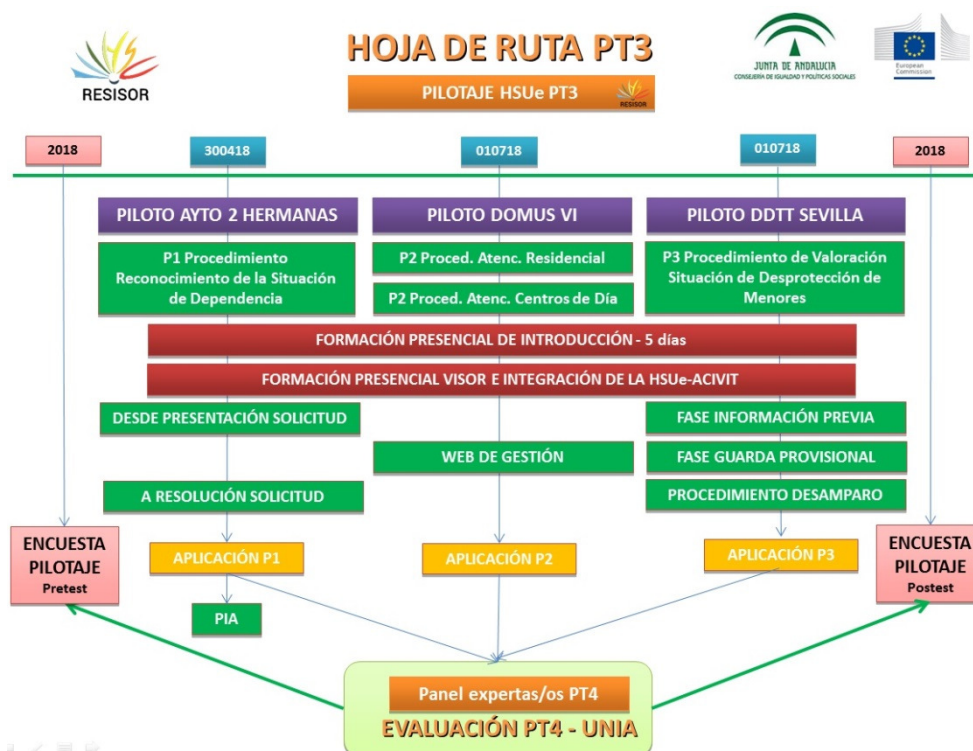 RESISOR
HOJA DE RUTA PT3
PILOTAJE HSUe PT3
RESISOR
JUNTA DE ANDALUCIA
CONSEJERÍA DE IGUALDAD Y POLÍTICAS SOCIALES
European
Commission
2018
300418
010718
010718
2018
PILOTO AYTO 2 HERMANAS
PILOTO DOMUS VI
PILOTO DDTT SEVILLA
P1 Procedimiento
Reconocimiento de la Situación
de Dependencia
P2 Proced. Atenc. Residencial
P2 Proced. Atenc. Centros de Día
P3 Procedimiento de Valoración
Situación de Desprotección de
Menores
FORMACIÓN PRESENCIAL DE INTRODUCCIÓN - 5 días
FORMACIÓN PRESENCIAL VISOR E INTEGRACIÓN DE LA HSUe-ACIVIT
DESDE PRESENTACIÓN SOLICITUD
A RESOLUCIÓN SOLICITUD
WEB DE GESTIÓN
FASE INFORMACIÓN PREVIA
FASE GUARDA PROVISIONAL
PROCEDIMIENTO DESAMPARO
ENCUESTA
PILOTAJE
Pretest
APLICACIÓN P1
APLICACIÓN P2
APLICACIÓN P3
ENCUESTA
PILOTAJE
Postest
PIA
Panel expertas/os PT4
EVALUACIÓN PT4 - UNIA